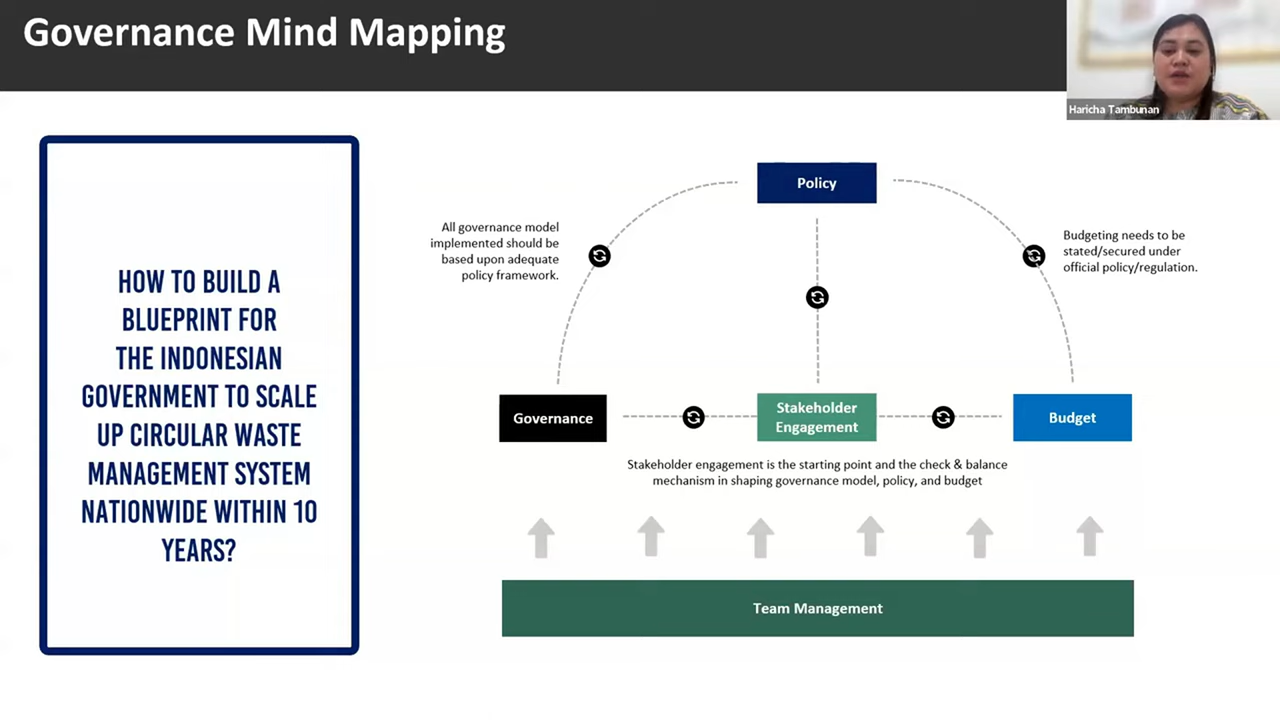 Governance Mind Mapping
Haricha Tambunan
HOW TO BUILD A
BLUEPRINT FOR
THE INDONESIAN
GOVERNMENT TO SCALE
UP CIRCULAR WASTE
MANAGEMENT SYSTEM
NATIONWIDE WITHIN 10
YEARS?
Policy
All governance model
implemented should be
based upon adequate
policy framework.
Budgeting needs to be
stated/secured under
official policy/regulation.
Governance
Stakeholder
Engagement
Budget
Stakeholder engagement is the starting point and the check & balance
mechanism in shaping governance model, policy, and budget
Team Management